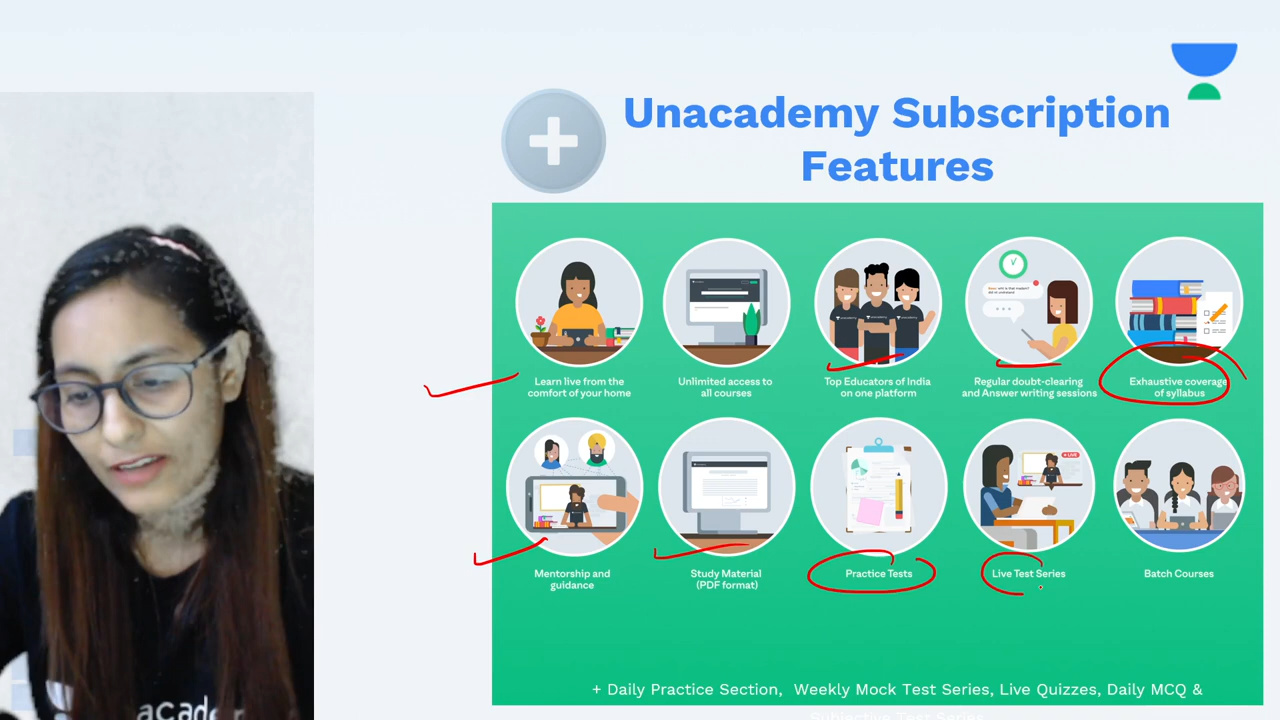 Unacademy Subscription
Features
Learn live from the
comfort of your home
Unlimited access to
all courses
Top Educators of India
on one platform
Regular doubt-clearing
and Answer writing sessions
Exhaustive coverage
of syllabus
Mentorship and
guidance
Study Material
(PDF format)
Practice Tests
Live Test Series
Batch Courses
+ Daily Practice Section,  Weekly Mock Test Series, Live Quizzes, Daily MCQ &
Subjective Test Series